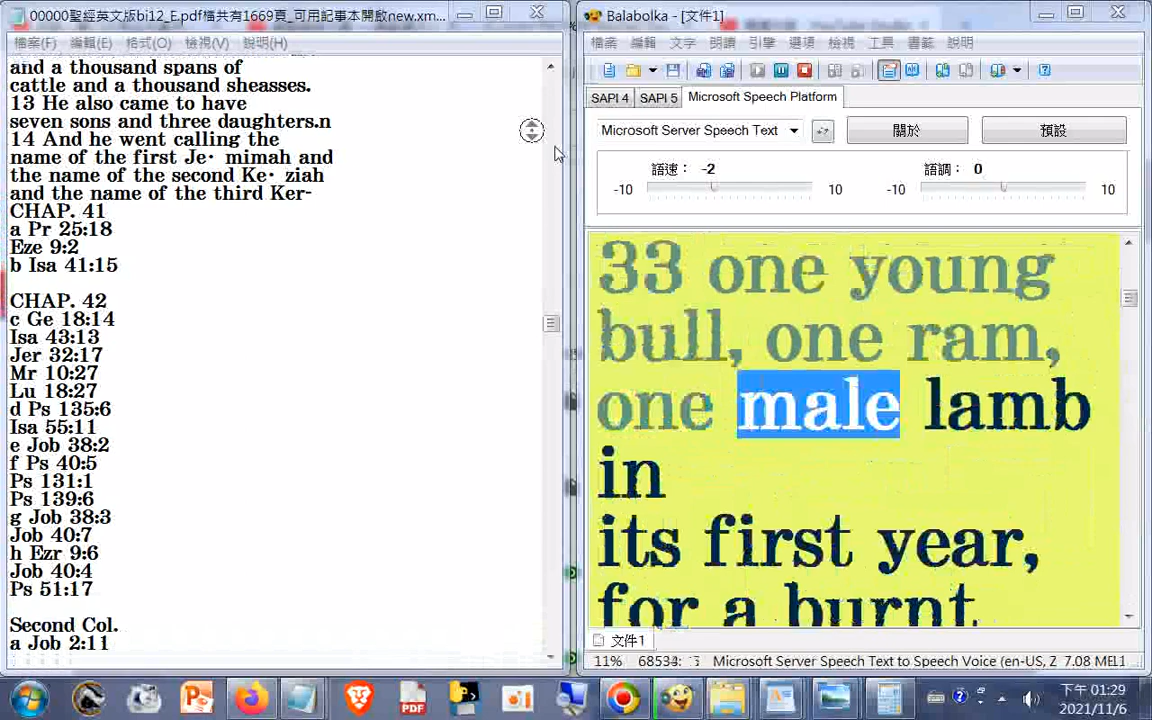 00000聖經英文版bi12_E.pdf檔共有1669頁_可用記事本開啟new.xm...
檔案(F) 編輯(E) 格式(O) 檢視(V) 說明(H)
and a thousand spans of
cattle and a thousand sheasses.
13 He also came to have
seven sons and three daughters.n
14 And he went calling the
name of the first Je· mimah and
the name of the second Ke· ziah
and the name of the third Ker-
CHAP. 41
a Pr 25:18
Eze 9:2
b Isa 41:15
CHAP. 42
c Ge 18:14
Isa 43:13
Jer 32:17
Mr 10:27
Lu 18:27
d Ps 135:6
Isa 55:11
e Job 38:2
f Ps 40:5
Ps 131:1
Ps 139:6
g Job 38:3
Job 40:7
h Ezr 9:6
Job 40:4
Ps 51:17
Second Col.
a Job 2:11
Balabolka - [文件1]
檔案 編輯 文字 朗讀 引擎 選項 檢視 工具 書籤 說明
SAPI 4 SAPI 5 Microsoft Speech Platform
Microsoft Server Speech Text 關於 預設
語速: -2 語調: 0
-10 10 -10 10
33 one young
bull, one ram,
one male lamb
in
its first year,
for a burnt
文件1
11% 68534: Microsoft Server Speech Text to Speech Voice (en-US, 2 7.08 ME
PDF
下午 01:29
2021/11/6